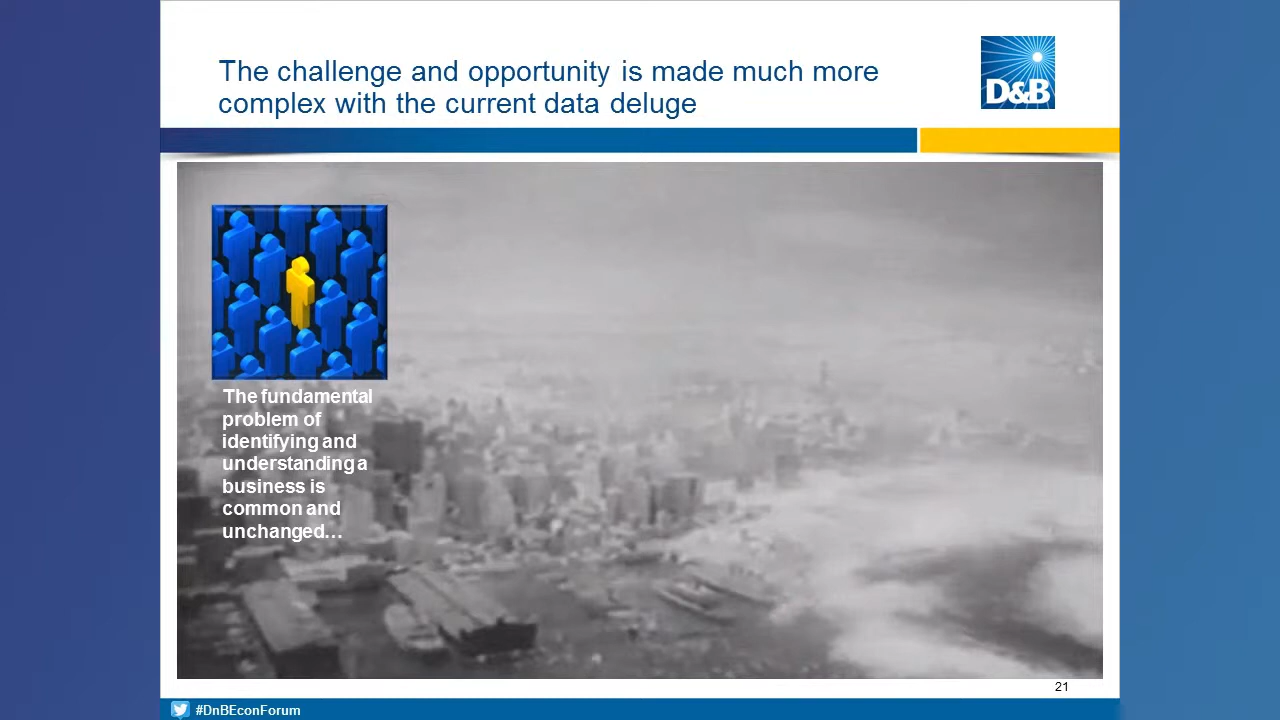 The challenge and opportunity is made much more
complex with the current data deluge
D&B
The fundamental
problem of
identifying and
understanding a
business is
common and
unchanged…
21
#DnBEconForum